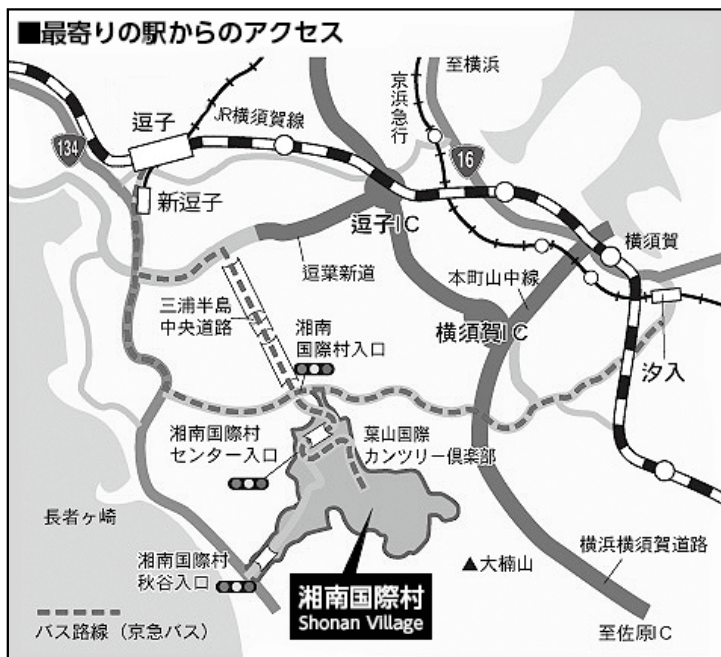 ■最寄りの駅からのアクセス
至横浜
京浜急行
JR横須賀線
逗子
134
16
新逗子
逗子IC
横須賀
逗葉新道
本町山中線
三浦半島
中央道路
湘南
国際村入口
横須賀IC
汐入
湘南国際村
センター入口
葉山国際
カンツリー倶楽部
長者ヶ崎
湘南国際村
秋谷入口
▲大楠山
横浜横須賀道路
湘南国際村
Shonan Village
バス路線（京急バス）
至佐原IC